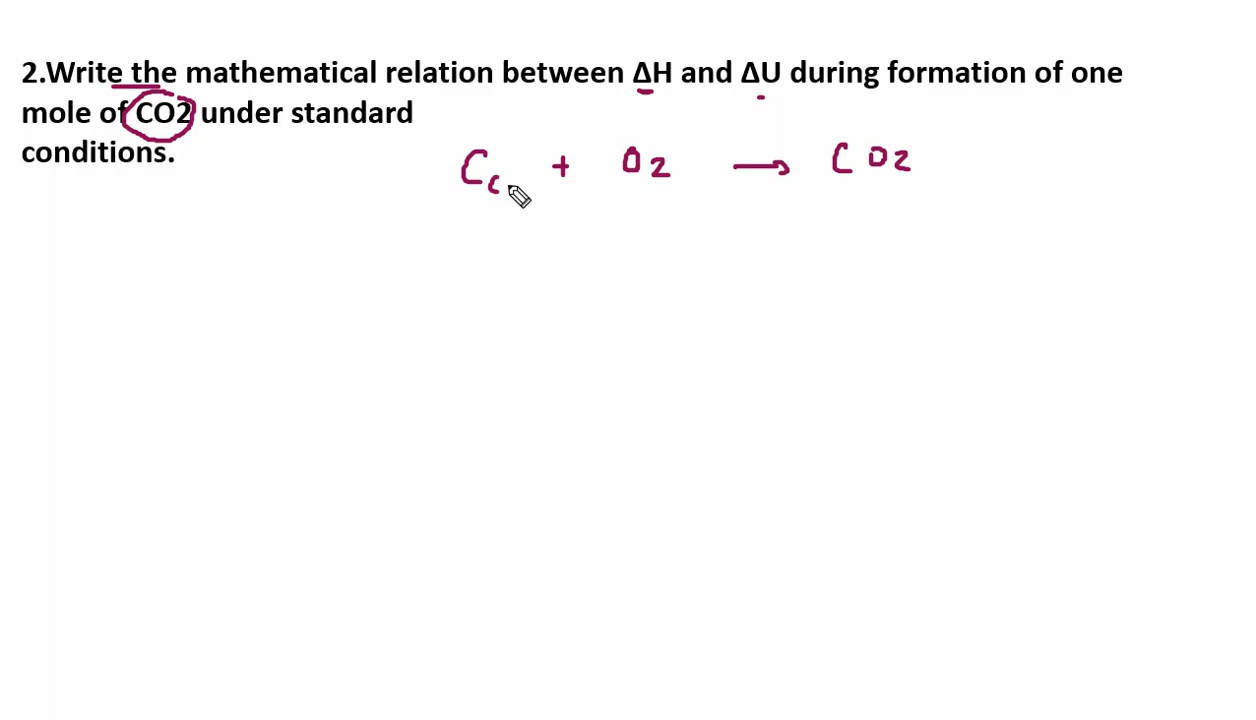 2.Write the mathematical relation between ΔH and ΔU during formation of one
mole of CO2 under standard
conditions.
C( + O2 → CO2